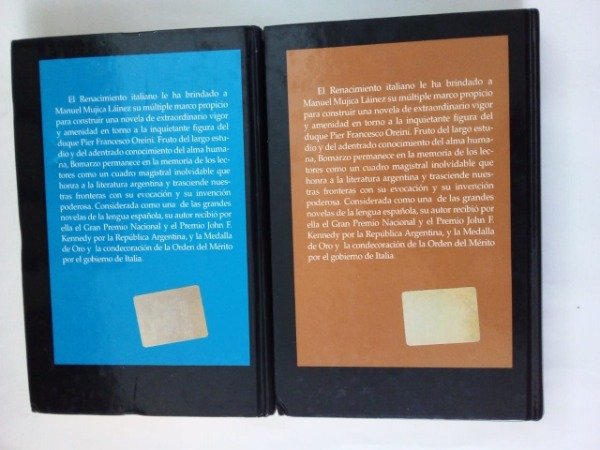 El Renacimiento italiano le ha brindado a
Manuel Mujica Láinez su múltiple marco propicio
para construir una novela de extraordinario vigor
y amenidad en torno a la inquietante figura del
duque Pier Francesco Oreini. Fruto del largo estu-
dio y del adentrado conocimiento del alma huma-
na, Bomarzo permanece en la memoria de los lec-
tores como un cuadro magistral inolvidable que
honra a la literatura argentina y trasciende nues-
tras fronteras con su evocación y su invención
poderosa. Considerada como una de las grandes
novelas de la lengua española, su autor recibió por
ella el Gran Premio Nacional y el Premio John F.
Kennedy por la República Argentina, y la Medalla
de Oro y la condecoración de la Orden del Mérito
por el gobierno de Italia.
El Renacimiento italiano le ha brindado a
Manuel Mujica Láinez su múltiple marco propicio
para construir una novela de extraordinario vigor
y amenidad en torno a la inquietante figura del
duque Pier Francesco Oreini. Fruto del largo estu-
dio y del adentrado conocimiento del alma huma-
na, Bomarzo permanece en la memoria de los lec-
tores como un cuadro magistral inolvidable que
honra a la literatura argentina y trasciende nues-
tras fronteras con su evocación y su invención
poderosa. Considerada como una de las grandes
novelas de la lengua española, su autor recibió por
ella el Gran Premio Nacional y el Premio John F.
Kennedy por la República Argentina, y la Medalla
de Oro y la condecoración de la Orden del Mérito
por el gobierno de Italia.